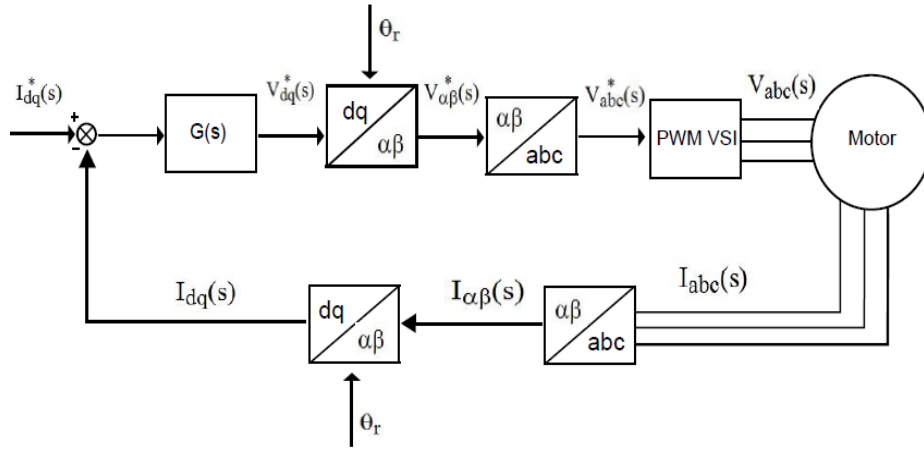 θr
I*dq(s)
+
−
G(s)
V*dq(s)
dq
αβ
V*αβ(s)
αβ
abc
V*abc(s)
PWM VSI
Vabc(s)
Motor
Idq(s)
dq
αβ
Iαβ(s)
αβ
abc
Iabc(s)
θr